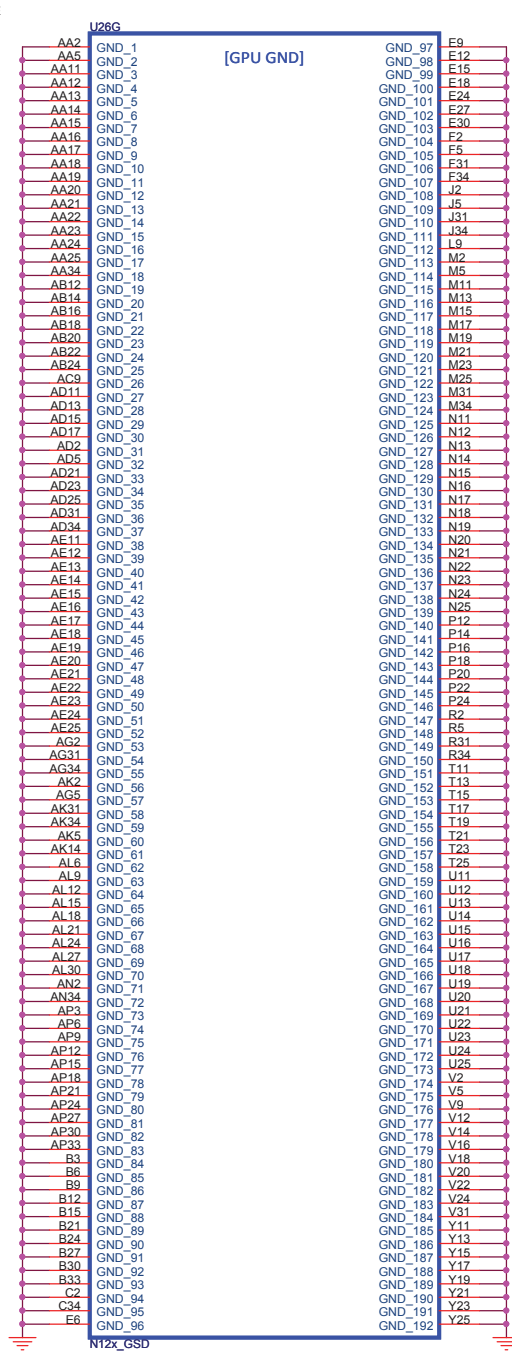 U26G
[GPU GND]
AA2 GND_1 GND_97 E9
AA5 GND_2 GND_98 E12
AA11 GND_3 GND_99 E15
AA12 GND_4 GND_100 E18
AA13 GND_5 GND_101 E24
AA14 GND_6 GND_102 E27
AA15 GND_7 GND_103 E30
AA16 GND_8 GND_104 F2
AA17 GND_9 GND_105 F5
AA18 GND_10 GND_106 F31
AA19 GND_11 GND_107 F34
AA20 GND_12 GND_108 J2
AA21 GND_13 GND_109 J5
AA22 GND_14 GND_110 J31
AA23 GND_15 GND_111 J34
AA24 GND_16 GND_112 L9
AA25 GND_17 GND_113 M2
AA34 GND_18 GND_114 M5
AB12 GND_19 GND_115 M11
AB14 GND_20 GND_116 M13
AB16 GND_21 GND_117 M15
AB18 GND_22 GND_118 M17
AB20 GND_23 GND_119 M19
AB22 GND_24 GND_120 M21
AB24 GND_25 GND_121 M23
AC9 GND_26 GND_122 M25
AD11 GND_27 GND_123 M31
AD13 GND_28 GND_124 M34
AD15 GND_29 GND_125 N11
AD17 GND_30 GND_126 N12
AD2 GND_31 GND_127 N13
AD5 GND_32 GND_128 N14
AD21 GND_33 GND_129 N15
AD23 GND_34 GND_130 N16
AD25 GND_35 GND_131 N17
AD31 GND_36 GND_132 N18
AD34 GND_37 GND_133 N19
AE11 GND_38 GND_134 N20
AE12 GND_39 GND_135 N21
AE13 GND_40 GND_136 N22
AE14 GND_41 GND_137 N23
AE15 GND_42 GND_138 N24
AE16 GND_43 GND_139 N25
AE17 GND_44 GND_140 P12
AE18 GND_45 GND_141 P14
AE19 GND_46 GND_142 P16
AE20 GND_47 GND_143 P18
AE21 GND_48 GND_144 P20
AE22 GND_49 GND_145 P22
AE23 GND_50 GND_146 P24
AE24 GND_51 GND_147 R2
AE25 GND_52 GND_148 R5
AG2 GND_53 GND_149 R31
AG31 GND_54 GND_150 R34
AG34 GND_55 GND_151 T11
AK2 GND_56 GND_152 T13
AG5 GND_57 GND_153 T15
AK31 GND_58 GND_154 T17
AK34 GND_59 GND_155 T19
AK5 GND_60 GND_156 T21
AK14 GND_61 GND_157 T23
AL6 GND_62 GND_158 T25
AL9 GND_63 GND_159 U11
AL12 GND_64 GND_160 U12
AL15 GND_65 GND_161 U13
AL18 GND_66 GND_162 U14
AL21 GND_67 GND_163 U15
AL24 GND_68 GND_164 U16
AL27 GND_69 GND_165 U17
AL30 GND_70 GND_166 U18
AN2 GND_71 GND_167 U19
AN34 GND_72 GND_168 U20
AP3 GND_73 GND_169 U21
AP6 GND_74 GND_170 U22
AP9 GND_75 GND_171 U23
AP12 GND_76 GND_172 U24
AP15 GND_77 GND_173 U25
AP18 GND_78 GND_174 V2
AP21 GND_79 GND_175 V5
AP24 GND_80 GND_176 V9
AP27 GND_81 GND_177 V12
AP30 GND_82 GND_178 V14
AP33 GND_83 GND_179 V16
B3 GND_84 GND_180 V18
B6 GND_85 GND_181 V20
B9 GND_86 GND_182 V22
B12 GND_87 GND_183 V24
B15 GND_88 GND_184 V31
B21 GND_89 GND_185 Y11
B24 GND_90 GND_186 Y13
B27 GND_91 GND_187 Y15
B30 GND_92 GND_188 Y17
B33 GND_93 GND_189 Y19
C2 GND_94 GND_190 Y21
C34 GND_95 GND_191 Y23
E6 GND_96 GND_192 Y25
N12x_GSD